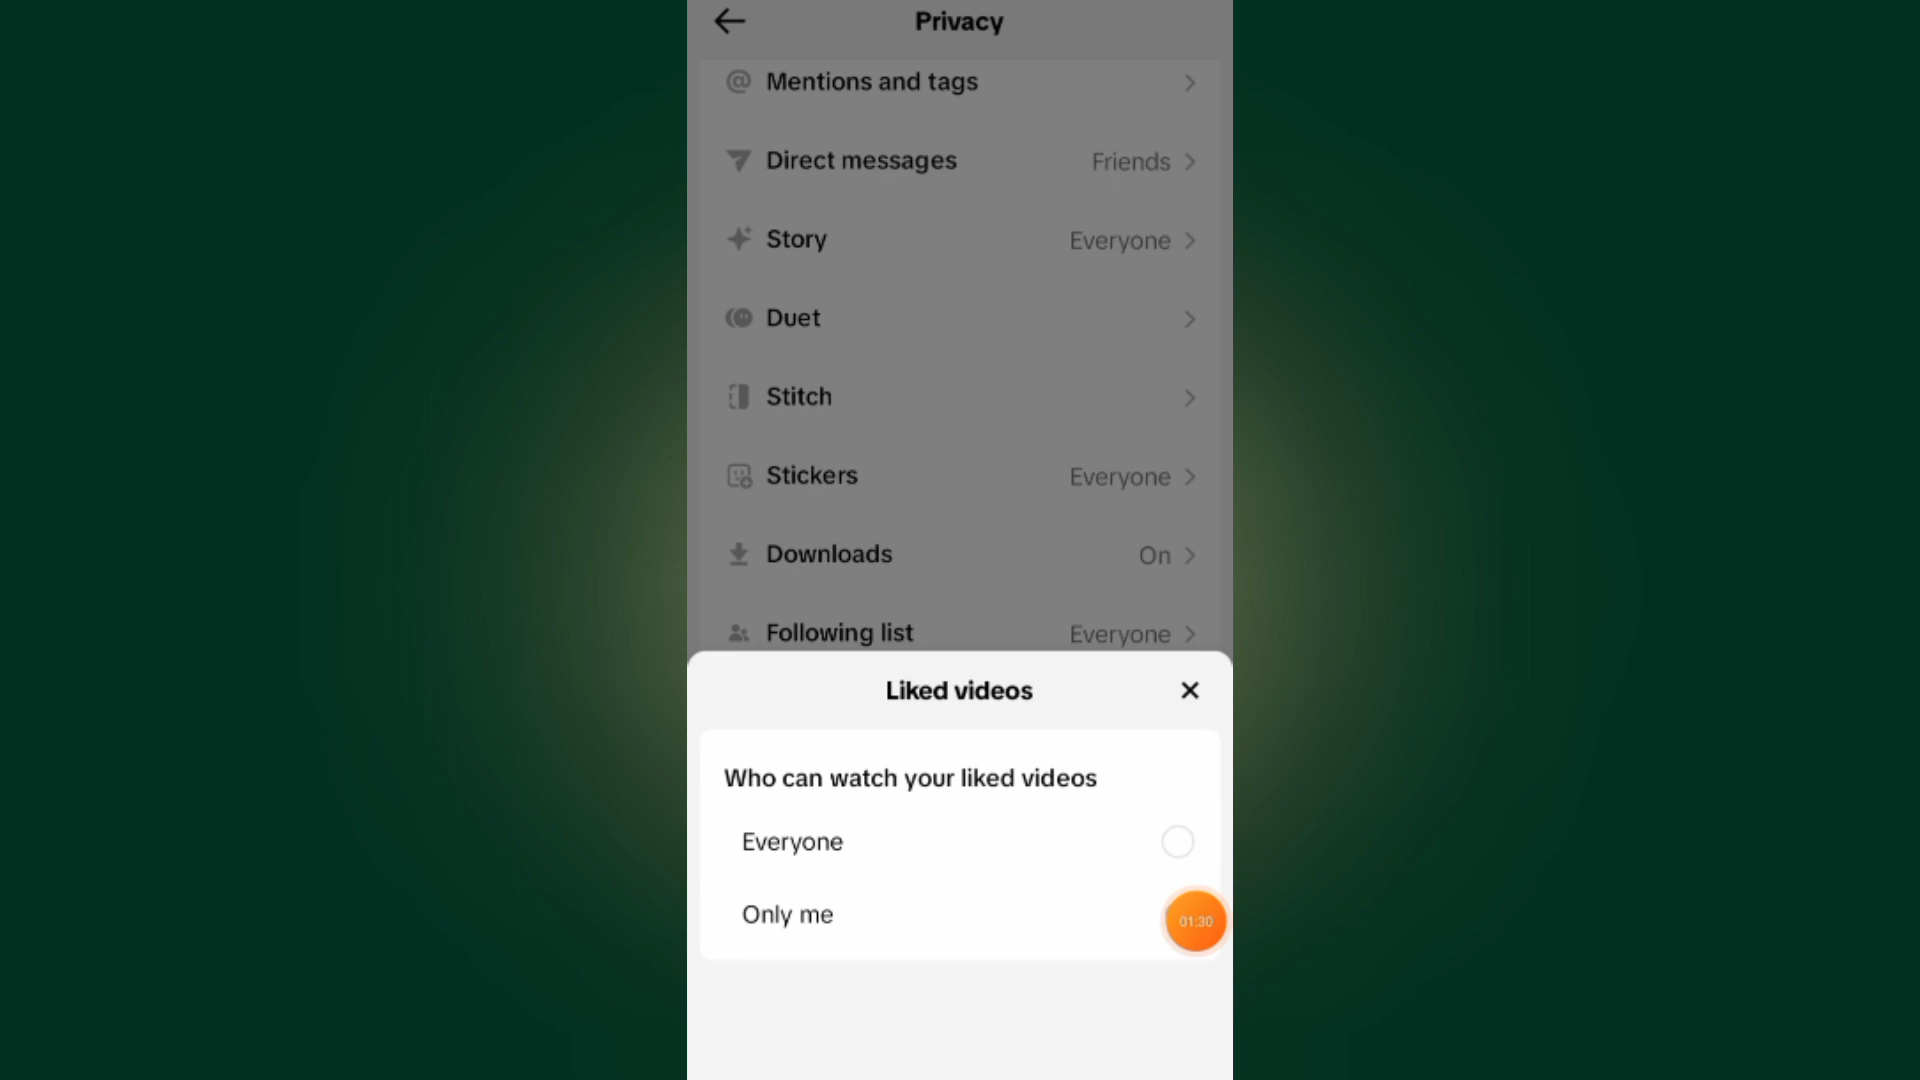 Privacy
Mentions and tags
Direct messages Friends
Story Everyone
Duet
Stitch
Stickers Everyone
Downloads On
Following list Everyone
Liked videos
Who can watch your liked videos
Everyone
Only me
01:30